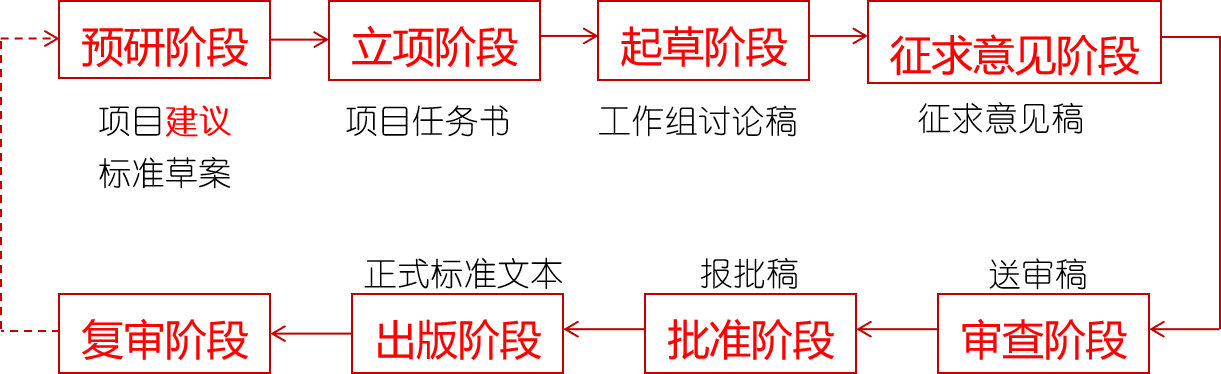 预研阶段
立项阶段
起草阶段
征求意见阶段
项目建议
标准草案
项目任务书
工作组讨论稿
征求意见稿
正式标准文本
报批稿
送审稿
复审阶段
出版阶段
批准阶段
审查阶段